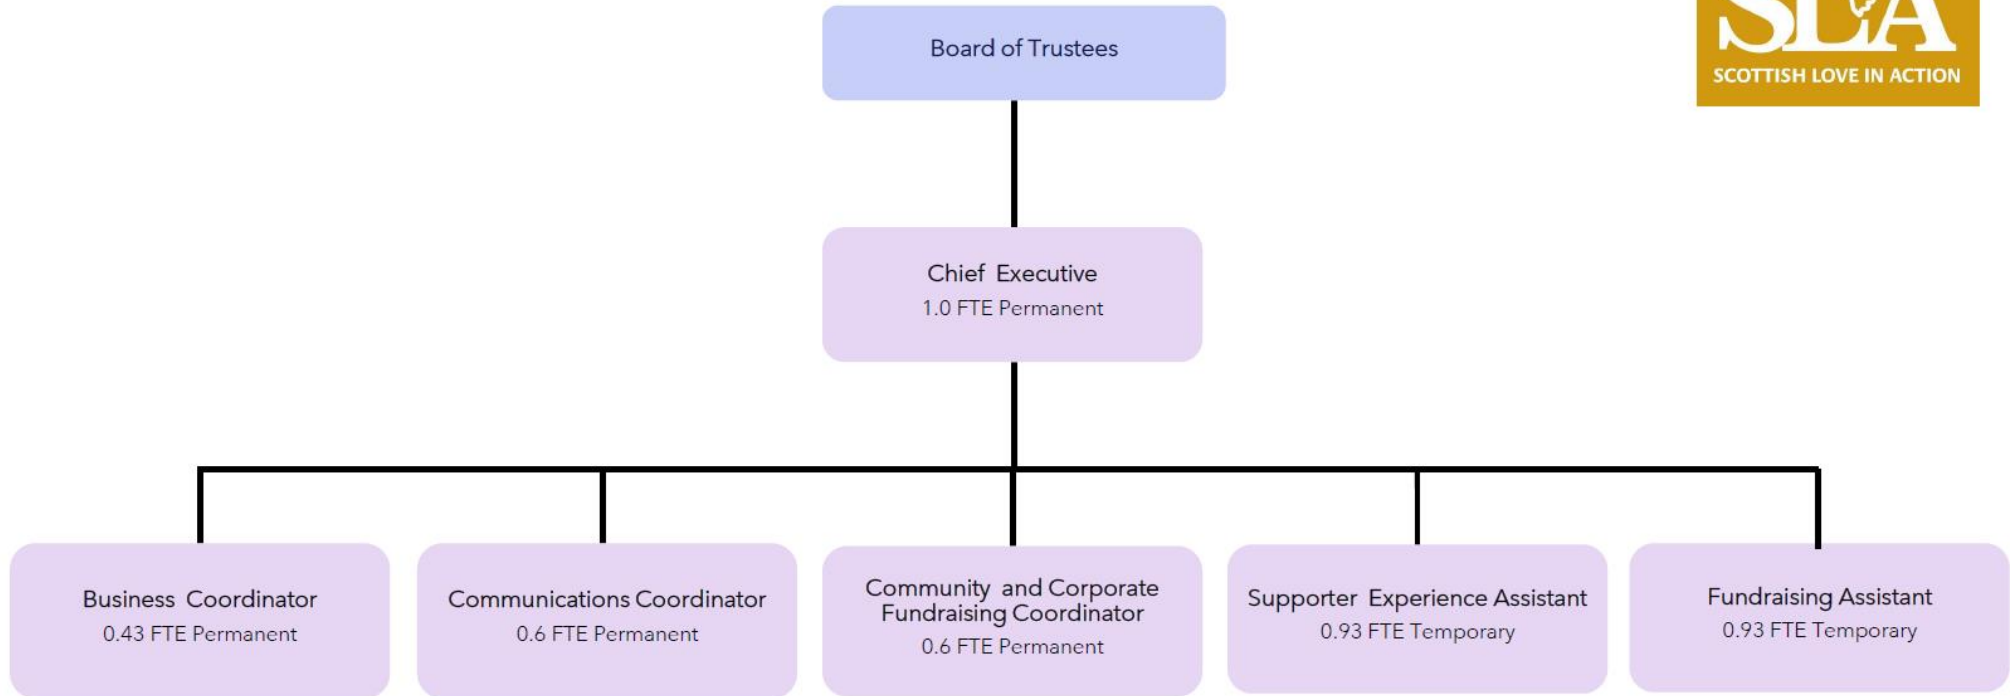 SLA
SCOTTISH LOVE IN ACTION
Board of Trustees
Chief Executive
1.0 FTE Permanent
Business Coordinator
0.43 FTE Permanent
Communications Coordinator
0.6 FTE Permanent
Community and Corporate
Fundraising Coordinator
0.6 FTE Permanent
Supporter Experience Assistant
0.93 FTE Temporary
Fundraising Assistant
0.93 FTE Temporary